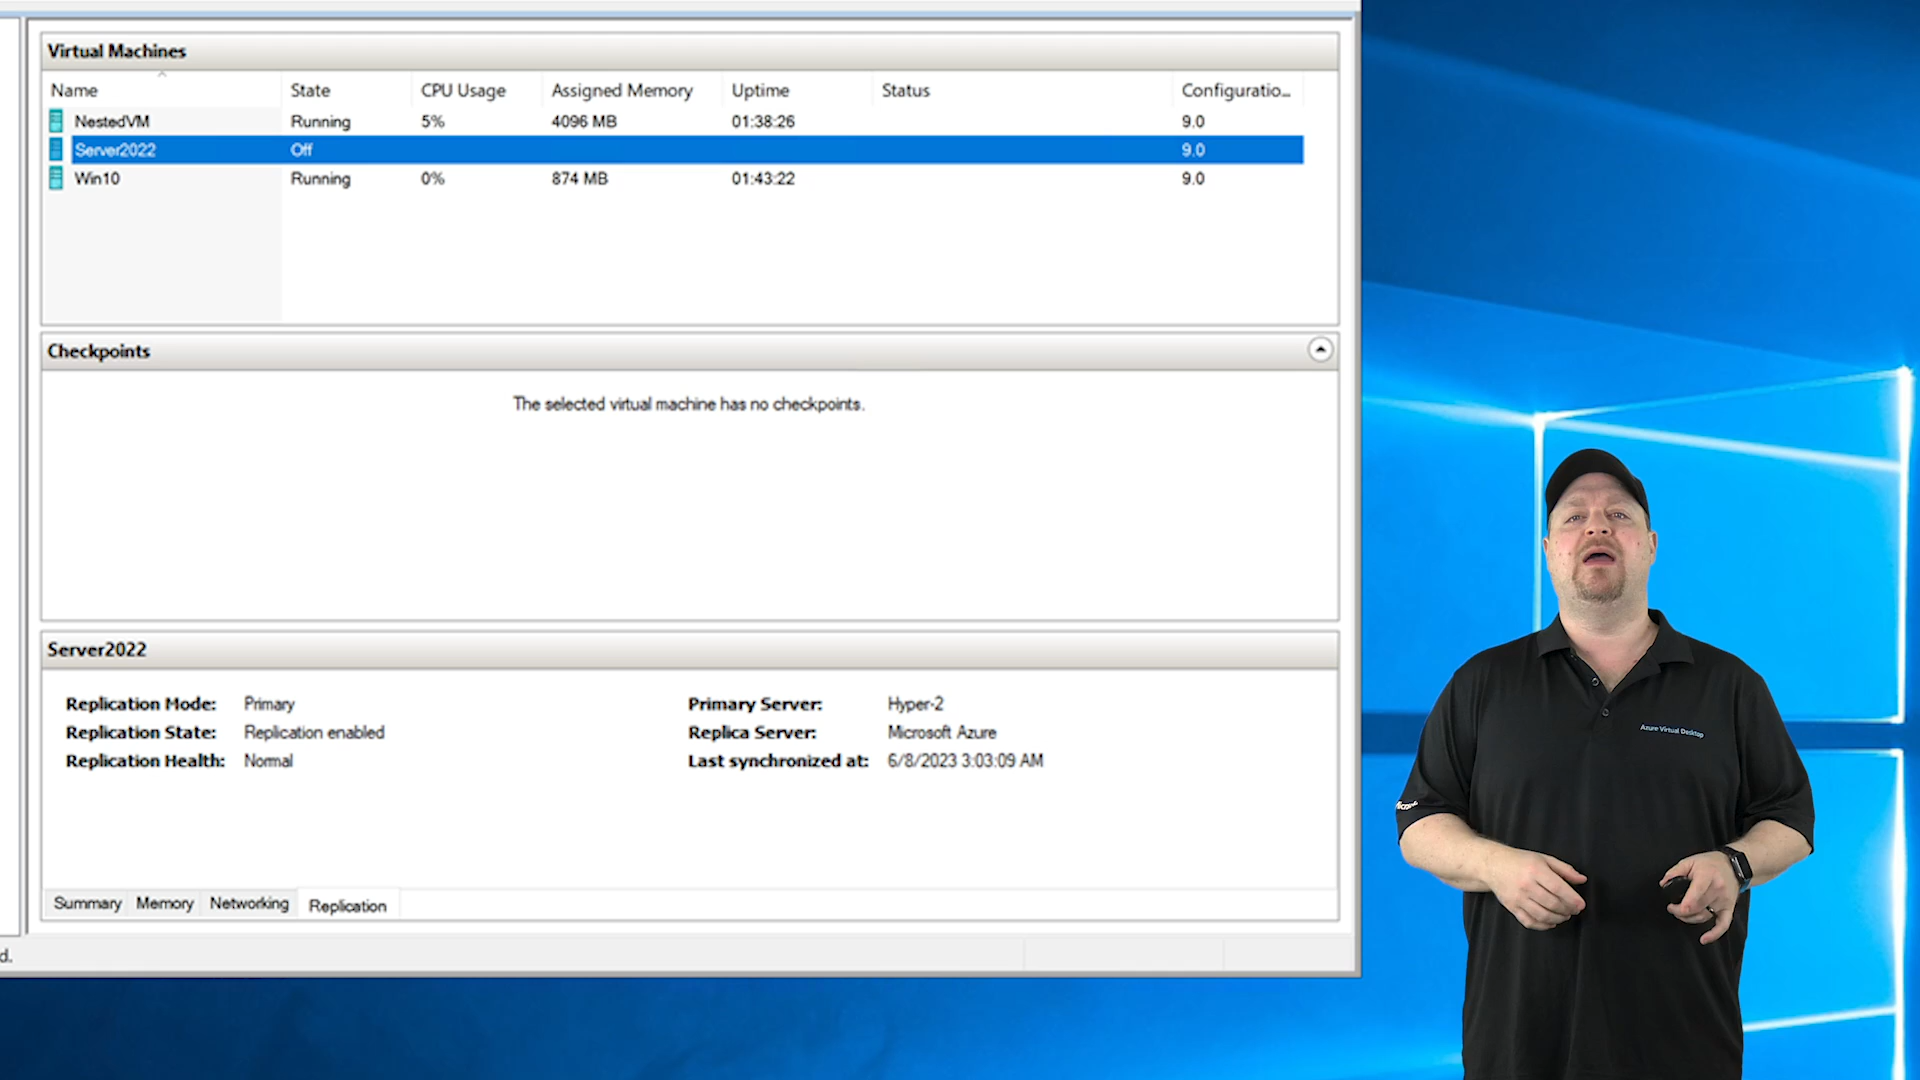 Virtual Machines
Name State CPU Usage Assigned Memory Uptime Status Configuratio...
NestedVM Running 5% 4096 MB 01:38:26 9.0
Server2022 Off 9.0
Win10 Running 0% 874 MB 01:43:22 9.0
Checkpoints
The selected virtual machine has no checkpoints.
Server2022
Replication Mode: Primary Primary Server: Hyper-2
Replication State: Replication enabled Replica Server: Microsoft Azure
Replication Health: Normal Last synchronized at: 6/8/2023 3:03:09 AM
Summary Memory Networking Replication
d.
Azure Virtual Desktop